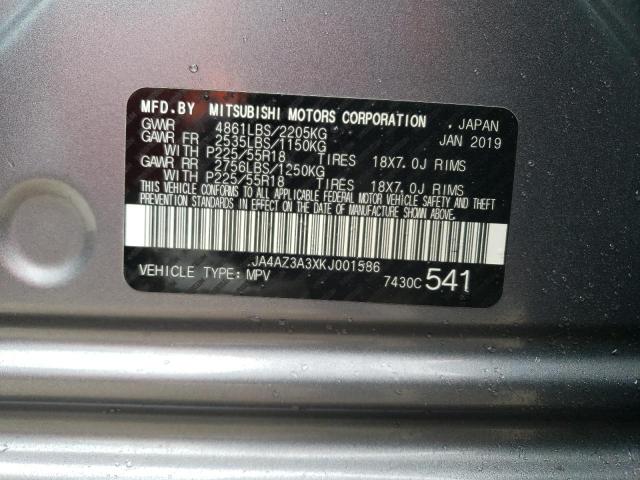 MFD.BY MITSUBISHI MOTORS CORPORATION , JAPAN
GVWR 4861LBS/2205KG JAN 2019
GAWR FR 2535LBS/1150KG
WITH P225/55R18 TIRES 18X7.0J RIMS
GAWR RR 2756LBS/1250KG
WITH P225/55R18 TIRES 18X7.0J RIMS
THIS VEHICLE CONFORMS TO ALL APPLICABLE FEDERAL MOTOR VEHICLE SAFETY AND THEFT
PREVENTION STANDARDS IN EFFECT ON THE DATE OF MANUFACTURE SHOWN ABOVE.
JA4AZ3A3XKJ001586
VEHICLE TYPE: MPV 7430C 541